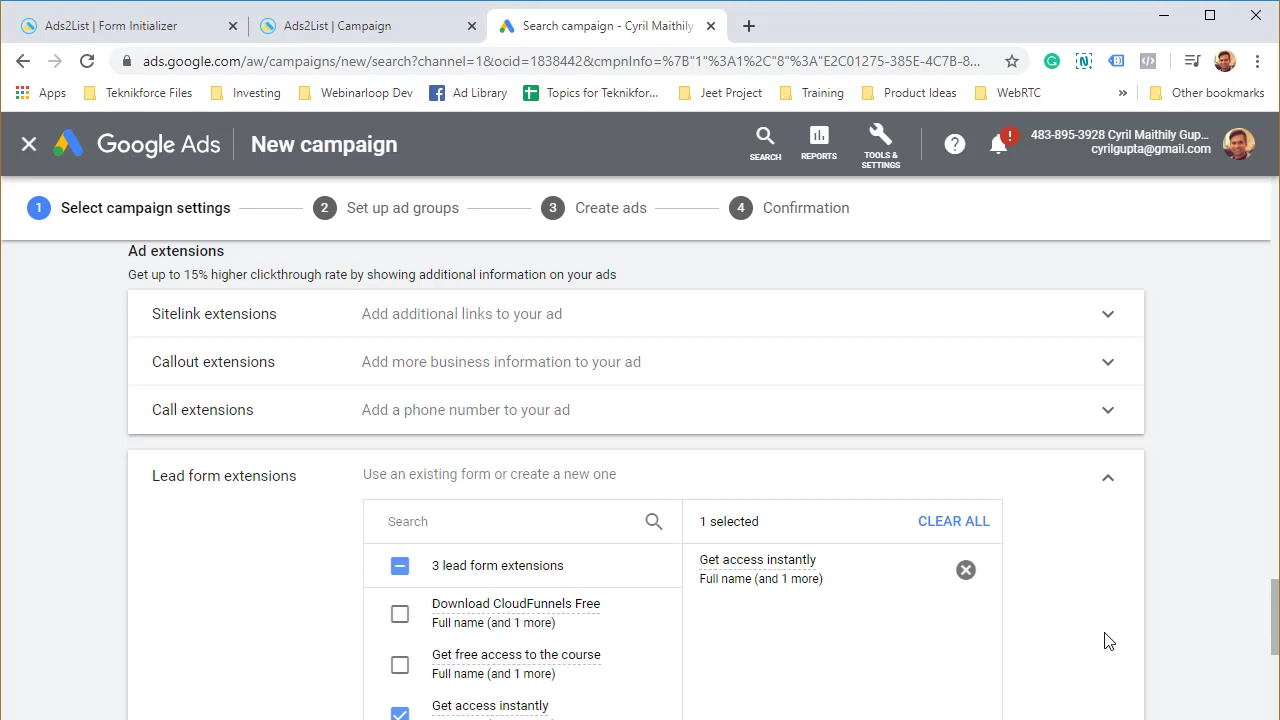 Ads2List | Form Initializer
Ads2List | Campaign
Search campaign - Cyril Maithily
ads.google.com/aw/campaigns/new/search?channel=1&ocid=1838442&cmpnInfo=%7B"1"%3A1%2C"8%3A"E2C01275-385E-4C7B8...
Apps
Teknikforce Files
Investing
Webinarloop Dev
Ad Library
Topics for Teknikfor...
Jeet Project
Training
Product Ideas
WebRTC
»
Other bookmarks
Google Ads
New campaign
SEARCH
REPORTS
TOOLS &
SETTINGS
483-895-3928 Cyril Maithily Gup...
cyrilgupta@gmail.com
1 Select campaign settings
2 Set up ad groups
3 Create ads
4 Confirmation
Ad extensions
Get up to 15% higher clickthrough rate by showing additional information on your ads
Sitelink extensions
Add additional links to your ad
Callout extensions
Add more business information to your ad
Call extensions
Add a phone number to your ad
Lead form extensions
Use an existing form or create a new one
Search
1 selected
CLEAR ALL
3 lead form extensions
Get access instantly
Full name (and 1 more)
Download CloudFunnels Free
Full name (and 1 more)
Get free access to the course
Full name (and 1 more)
Get access instantly